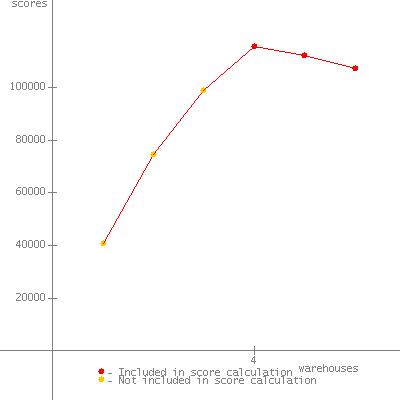 scores
100000
80000
60000
40000
20000
4
warehouses
- Included in score calculation
- Not included in score calculation